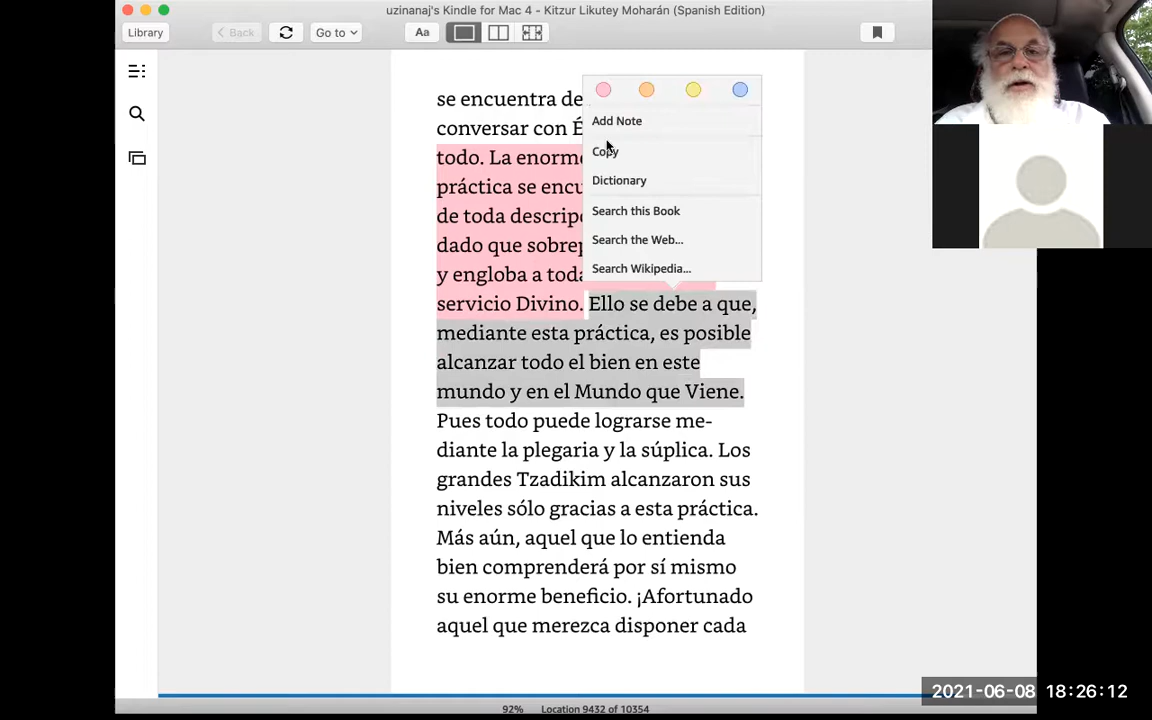 uzinanaj's Kindle for Mac 4 - Kitzur Likutey Moharán (Spanish Edition)
Library
Back
Go to
Aa
se encuentra de
conversar con É
todo. La enorm
práctica se encu
de toda descrip
dado que sobre
y engloba a toda
servicio Divino. Ello se debe a que,
mediante esta práctica, es posible
alcanzar todo el bien en este
mundo y en el Mundo que Viene.
Pues todo puede lograrse me-
diante la plegaria y la súplica. Los
grandes Tzadikim alcanzaron sus
niveles sólo gracias a esta práctica.
Más aún, aquel que lo entienda
bien comprenderá por sí mismo
su enorme beneficio. ¡Afortunado
aquel que merezca disponer cada
Add Note
Copy
Dictionary
Search this Book
Search the Web...
Search Wikipedia...
92% Location 9432 of 10354
2021-06-08 18:26:12